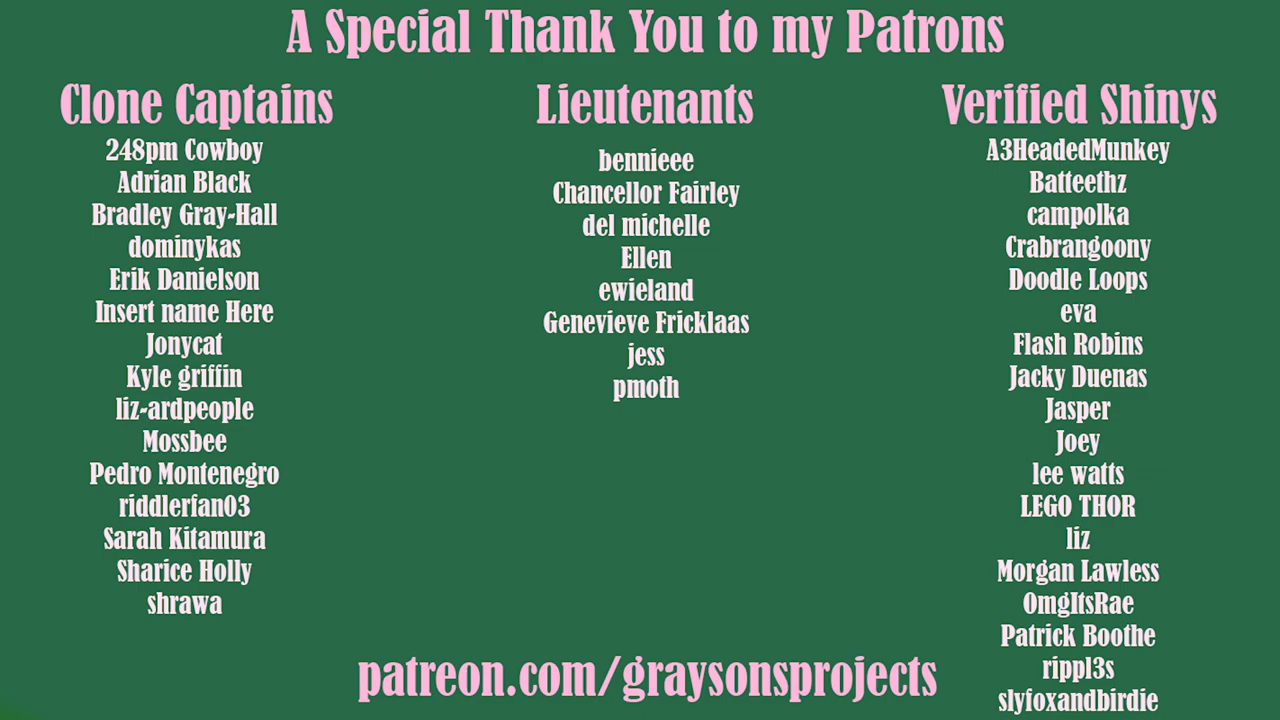 A Special Thank You to my Patrons
Clone Captains
248pm Cowboy
Adrian Black
Bradley Gray-Hall
dominykas
Erik Danielson
Insert name Here
Jonycat
Kyle griffin
liz-ardpeople
Mossbee
Pedro Montenegro
riddlerfan03
Sarah Kitamura
Sharice Holly
shrawa
Lieutenants
bennieee
Chancellor Fairley
del michelle
Ellen
ewieland
Genevieve Fricklaas
jess
pmoth
Verified Shinys
A3HeadedMunkey
Batteethz
campolka
Crabrangoony
Doodle Loops
eva
Flash Robins
Jacky Duenas
Jasper
Joey
lee watts
LEGO THOR
liz
Morgan Lawless
OmgItsRae
Patrick Boothe
rippl3s
slyfoxandbirdie
patreon.com/graysonsprojects